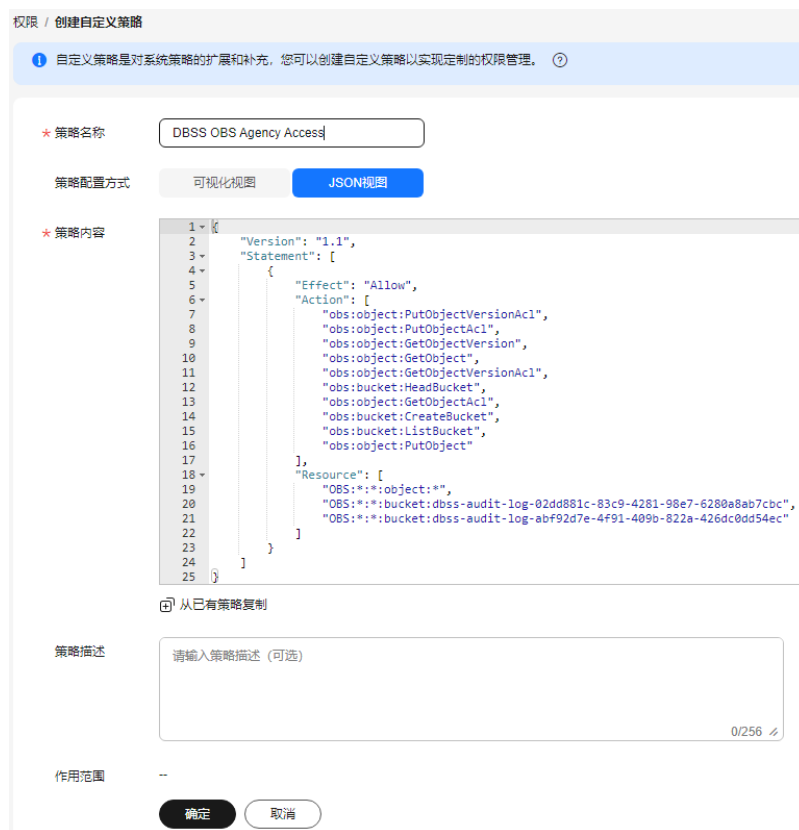 权限 / 创建自定义策略
自定义策略是对系统策略的扩展和补充，您可以创建自定义策略以实现定制的权限管理。 ?
* 策略名称 DBSS OBS Agency Access
策略配置方式 可视化视图 JSON视图
* 策略内容
1 {
2 "Version": "1.1",
3 "Statement": [
4 {
5 "Effect": "Allow",
6 "Action": [
7 "obs:object:PutObjectVersionAcl",
8 "obs:object:PutObjectAcl",
9 "obs:object:GetObjectVersion",
10 "obs:object:GetObject",
11 "obs:object:GetObjectVersionAcl",
12 "obs:bucket:HeadBucket",
13 "obs:object:GetObjectAcl",
14 "obs:bucket:CreateBucket",
15 "obs:bucket:ListBucket",
16 "obs:object:PutObject"
17 ],
18 "Resource": [
19 "OBS:*:*:object:*",
20 "OBS:*:*:bucket:dbss-audit-log-02dd881c-83c9-4281-98e7-6280a8ab7cbc",
21 "OBS:*:*:bucket:dbss-audit-log-abf92d7e-4f91-409b-822a-426dc0dd54ec"
22 ]
23 }
24 ]
25 }
从已有策略复制
策略描述 请输入策略描述（可选）
0/256
作用范围 --
确定 取消